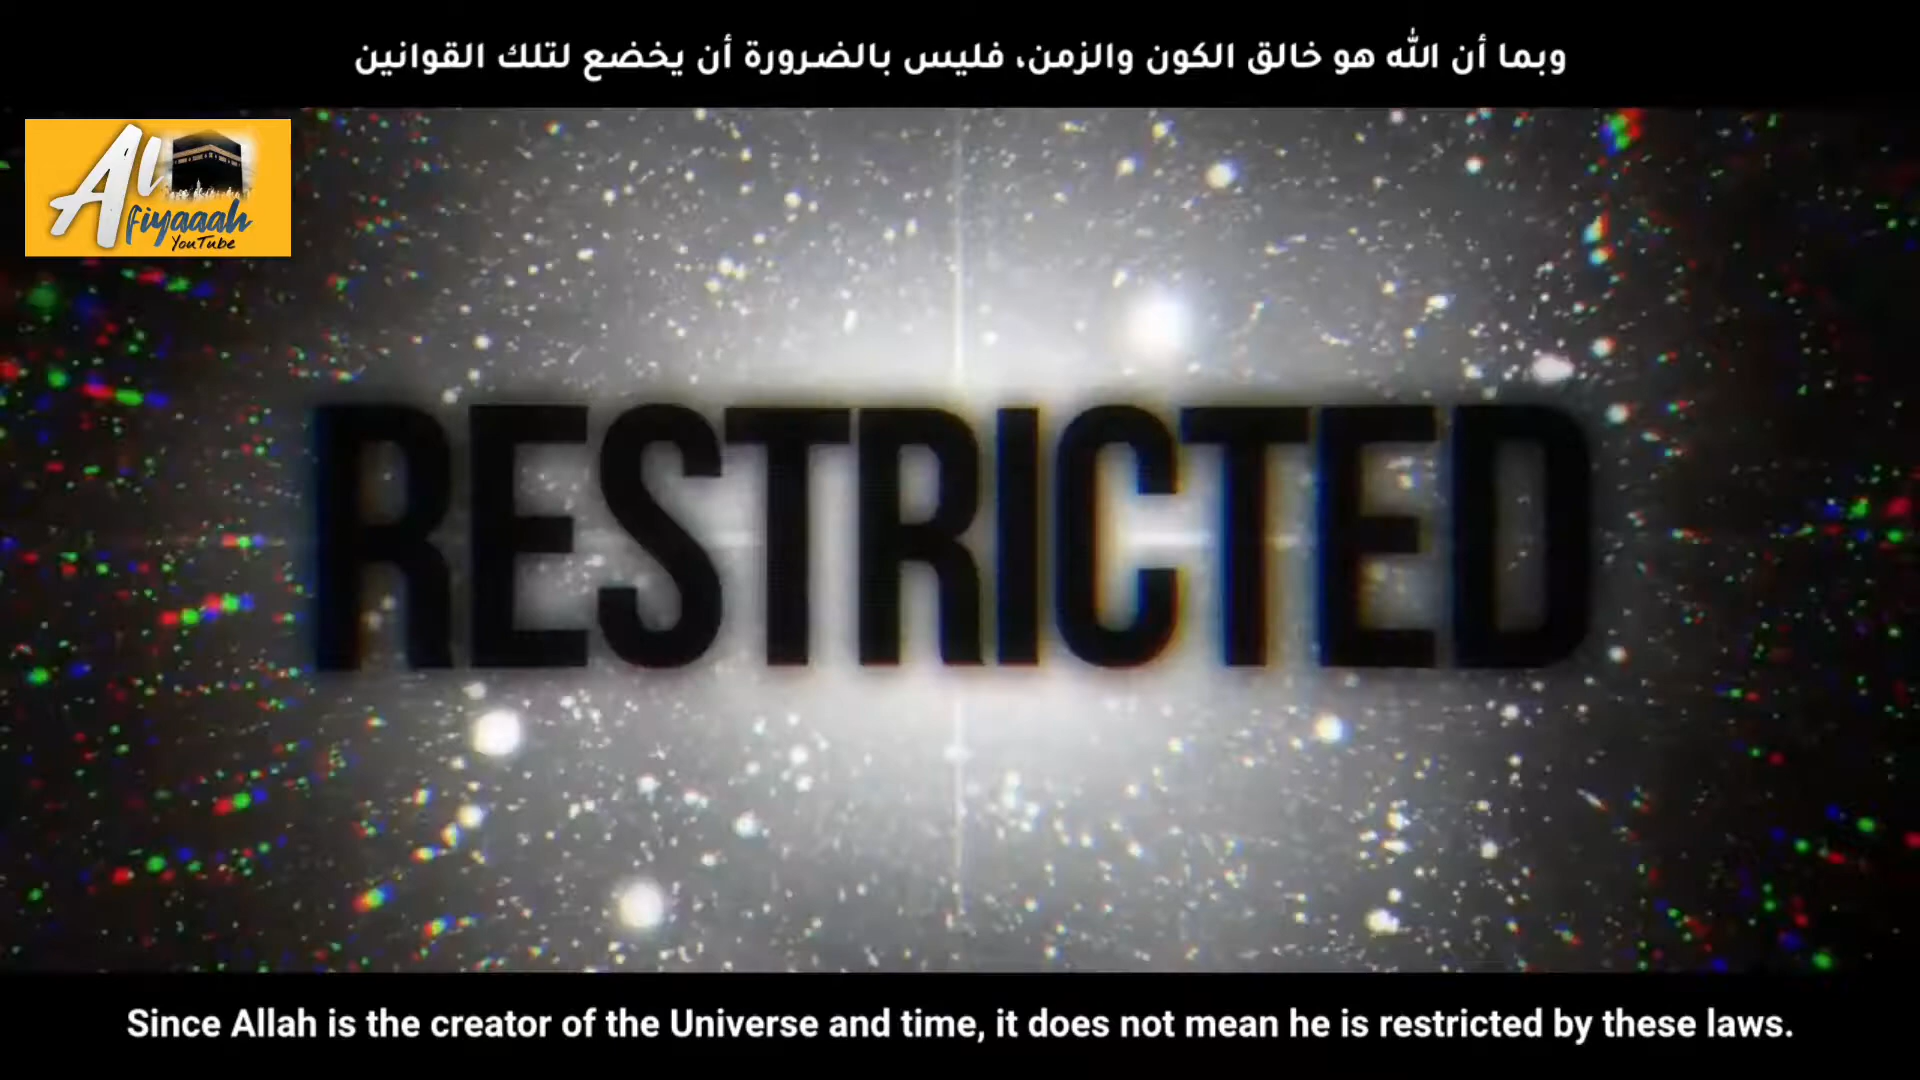 وبما أن الله هو خالق الكون والزمن، فليس بالضرورة أن يخضع لتلك القوانين
Al
fiyaaah
YouTube
RESTRICTED
Since Allah is the creator of the Universe and time, it does not mean he is restricted by these laws.